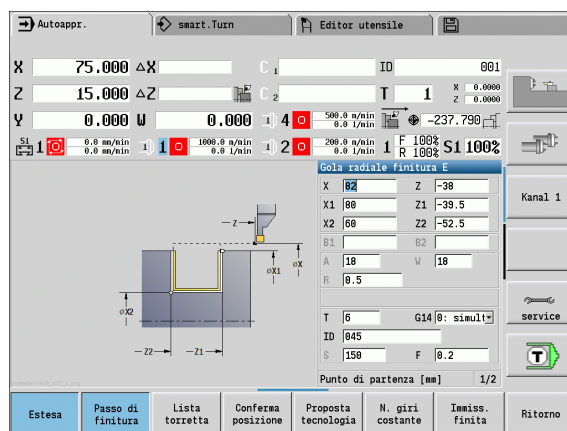 Autoappr.
smart.Turn
Editor utensile
X 75.000 ΔX C 1 ID 001
Z 15.000 ΔZ C 2 T 1 X 0.0000 Z 0.0000
Y 0.000 W 0.000 4 500.0 m/min 0.0 1/min -237.790
S1 1 0.0 mm/min 0.0 mm/min 1 1000.0 m/min 0.0 1/min 2 200.0 m/min 0.0 1/min 1 F 100% R 100% S1 100%
Gola radiale finitura E
X 82 Z -38
X1 80 Z1 -39.5
X2 60 Z2 -52.5
B1 B2
A 18 W 18
R 0.5
T 6 G14 0: simult
ID 045
S 150 F 0.2
Punto di partenza [mm] 1/2
Z
øX1
øX
øX2
Z2
Z1
Kanal 1
service
T
Estesa
Passo di finitura
Lista torretta
Conferma posizione
Proposta tecnologia
N. giri costante
Immiss. finita
Ritorno